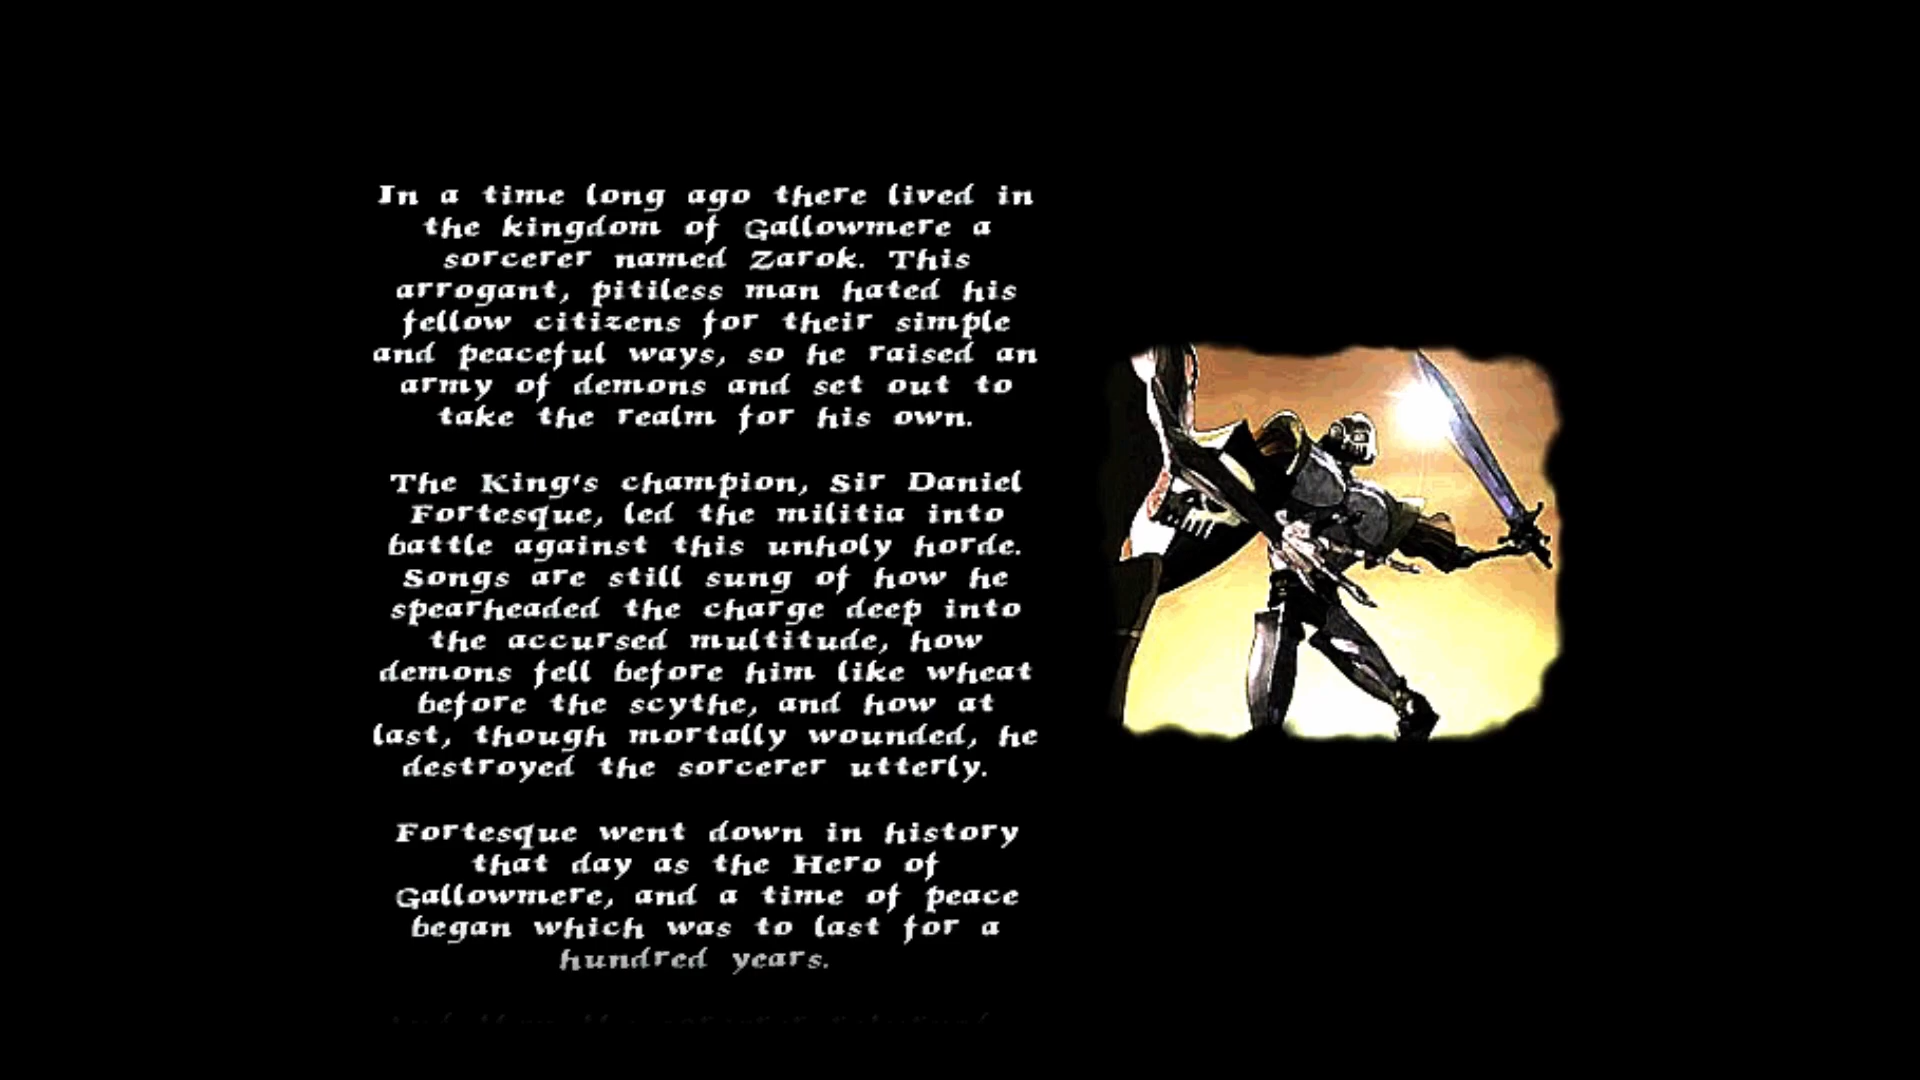 In a time long ago there lived in
the kingdom of Gallowmere a
sorcerer named Zarok. This
arrogant, pitiless man hated his
fellow citizens for their simple
and peaceful ways, so he raised an
army of demons and set out to
take the realm for his own.
The King's champion, Sir Daniel
Fortesque, led the militia into
battle against this unholy horde.
Songs are still sung of how he
spearheaded the charge deep into
the accursed multitude, how
demons fell before him like wheat
before the scythe, and how at
last, though mortally wounded, he
destroyed the sorcerer utterly.
Fortesque went down in history
that day as the Hero of
Gallowmere, and a time of peace
began which was to last for a
hundred years.